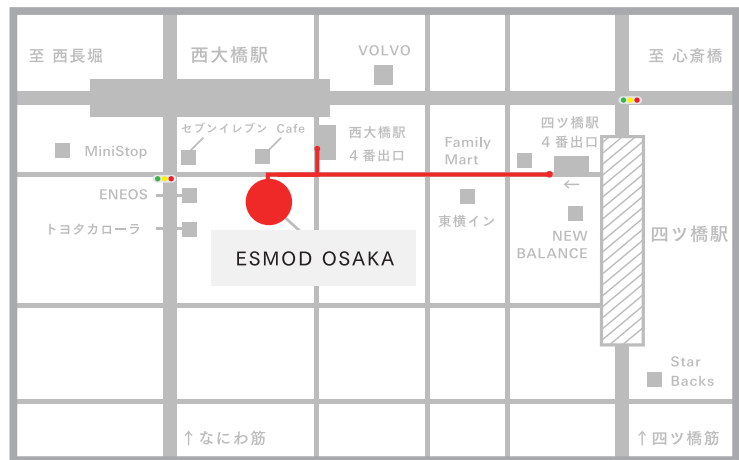 至 西長堀
西大橋駅
VOLVO
至 心斎橋
セブンイレブン Cafe
西大橋駅
4番出口
Family
Mart
四ツ橋駅
4番出口
←
MiniStop
ENEOS
トヨタカローラ
東横イン
NEW
BALANCE
四ツ橋駅
ESMOD OSAKA
Star
Backs
↑なにわ筋
↑四ツ橋筋